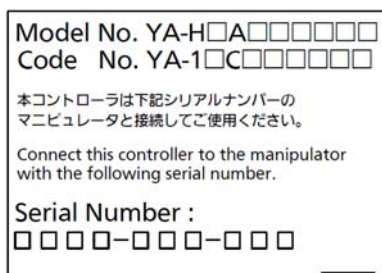 Model No. YA-H□A□□□□□□
Code No. YA-1□C□□□□□□
本コントローラは下記シリアルナンバーの
マニピュレータと接続してご使用ください。
Connect this controller to the manipulator
with the following serial number.
Serial Number :
□□□□-□□□-□□□